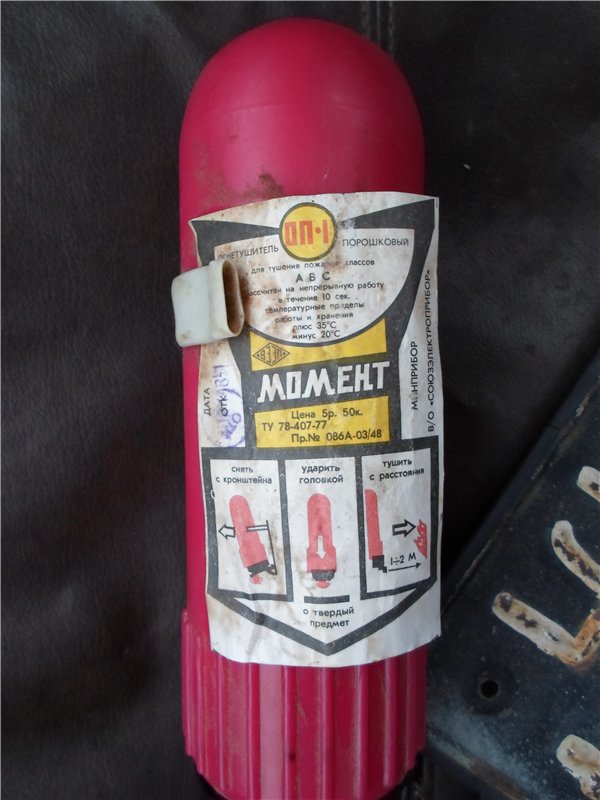 ОП-1
ОГНЕТУШИТЕЛЬ ПОРОШКОВЫЙ
для тушения пожаров классов
А В С
рассчитан на непрерывную работу
в течение 10 сек.
температурные пределы
работы и хранения
плюс 35°С
минус 20°С
ВЗЭП
МОМЕНТ
Цена 5р. 50к.
ТУ 78-407-77
Пр.№ 086А-03/48
ДАТА
ОТК
МИНПРИБОР
В/О «СОЮЗЭЛЕКТРОПРИБОР»
снять
с кронштейна
ударить
головкой
о твердый
предмет
тушить
с расстояния
1÷2 М